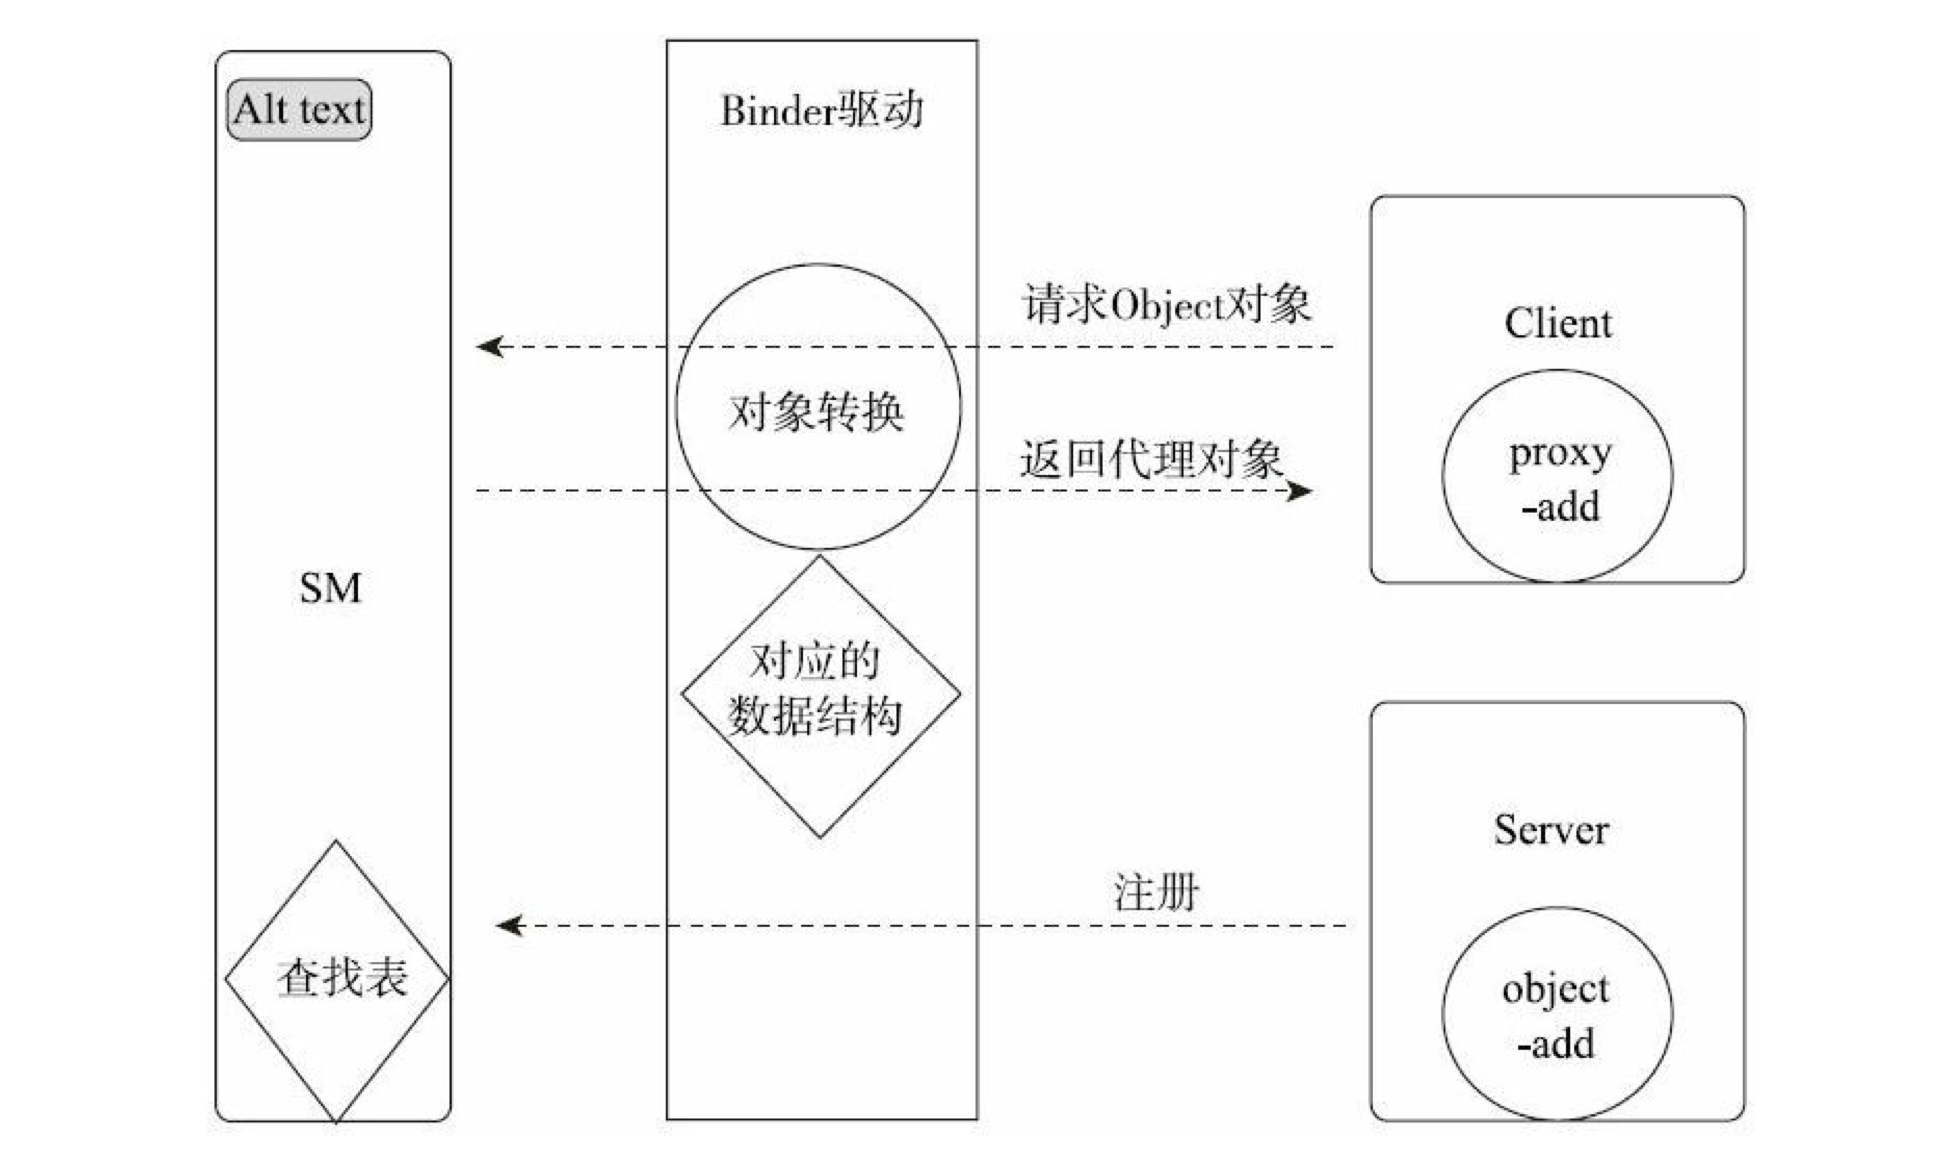 Alt text
SM
查找表
Binder驱动
对象转换
对应的
数据结构
请求Object对象
返回代理对象
注册
Client
proxy
-add
Server
object
-add